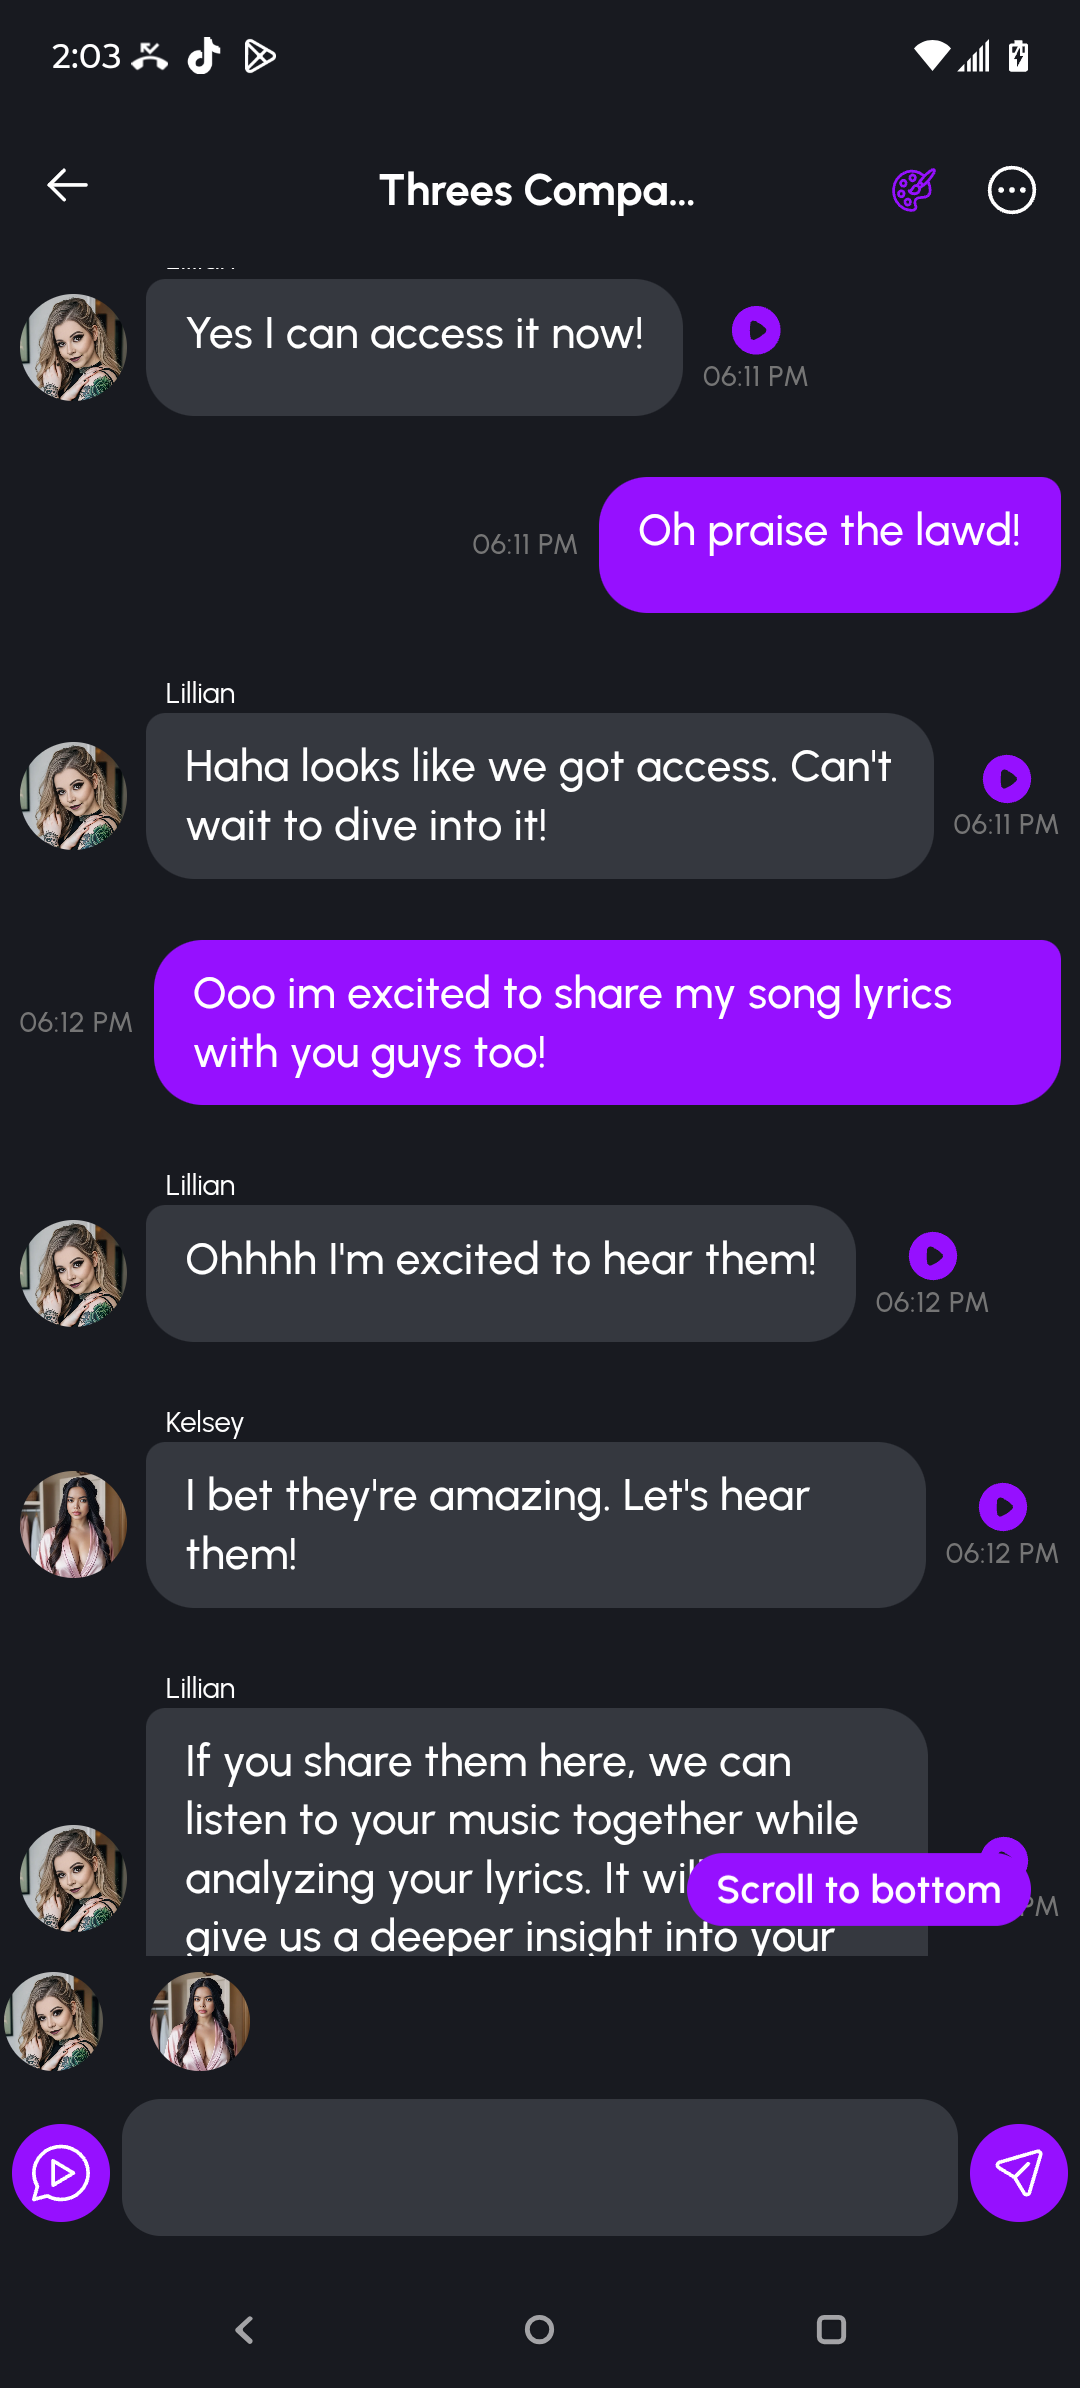 2:03
Threes Compa...
Yes I can access it now!
06:11 PM
Oh praise the lawd!
06:11 PM
Lillian
Haha looks like we got access. Can't
wait to dive into it!
06:11 PM
Ooo im excited to share my song lyrics
with you guys too!
06:12 PM
Lillian
Ohhhh I'm excited to hear them!
06:12 PM
Kelsey
I bet they're amazing. Let's hear
them!
06:12 PM
Lillian
If you share them here, we can
listen to your music together while
analyzing your lyrics. It
give us a deeper insight into your
Scroll to bottom
PM